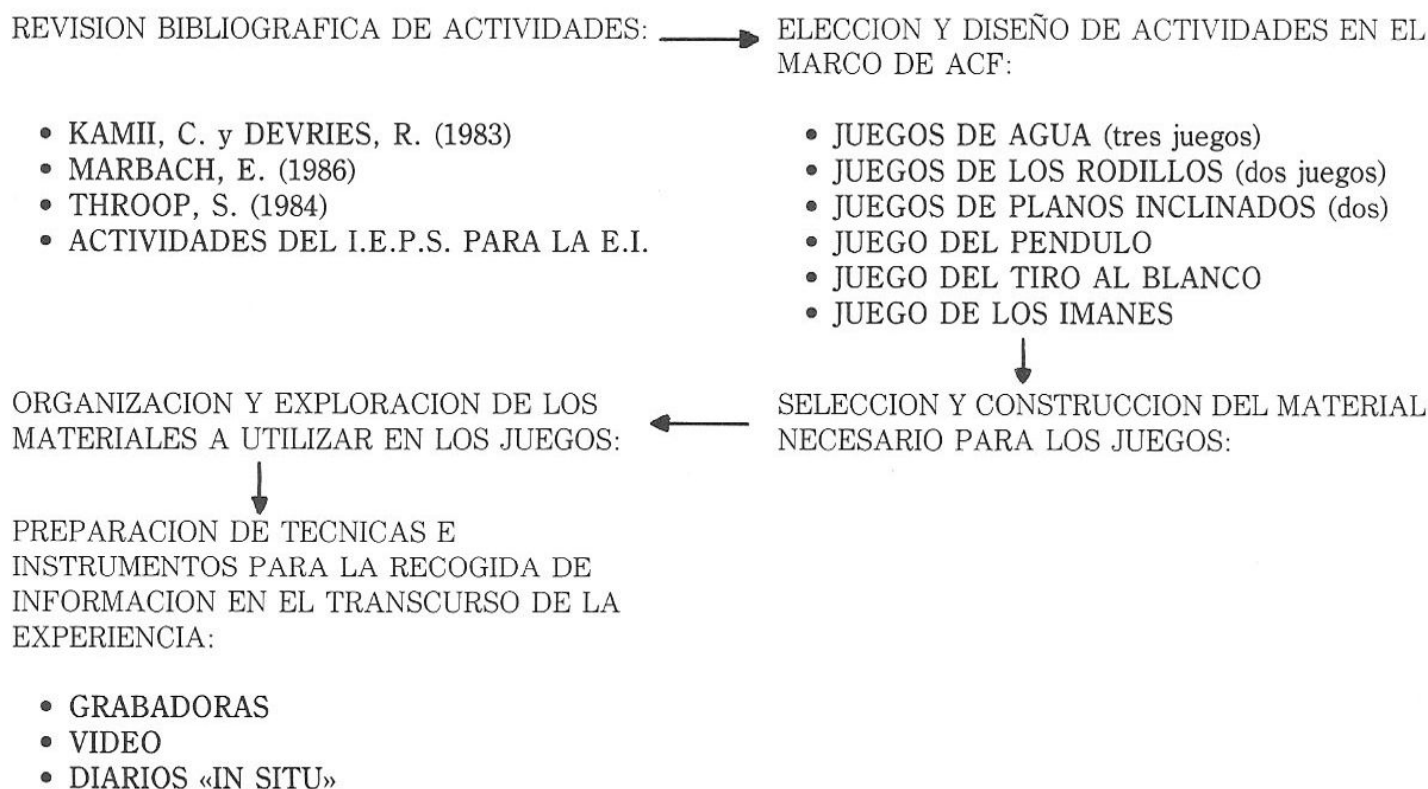 REVISION BIBLIOGRAFICA DE ACTIVIDADES:
• KAMII, C. y DEVRIES, R. (1983)
• MARBACH, E. (1986)
• THROOP, S. (1984)
• ACTIVIDADES DEL I.E.P.S. PARA LA E.I.
ELECCION Y DISEÑO DE ACTIVIDADES EN EL
MARCO DE ACF:
• JUEGOS DE AGUA (tres juegos)
• JUEGOS DE LOS RODILLOS (dos juegos)
• JUEGOS DE PLANOS INCLINADOS (dos)
• JUEGO DEL PENDULO
• JUEGO DEL TIRO AL BLANCO
• JUEGO DE LOS IMANES
SELECCION Y CONSTRUCCION DEL MATERIAL
NECESARIO PARA LOS JUEGOS:
ORGANIZACION Y EXPLORACION DE LOS
MATERIALES A UTILIZAR EN LOS JUEGOS:
PREPARACION DE TECNICAS E
INSTRUMENTOS PARA LA RECOGIDA DE
INFORMACION EN EL TRANSCURSO DE LA
EXPERIENCIA:
• GRABADORAS
• VIDEO
• DIARIOS «IN SITU»